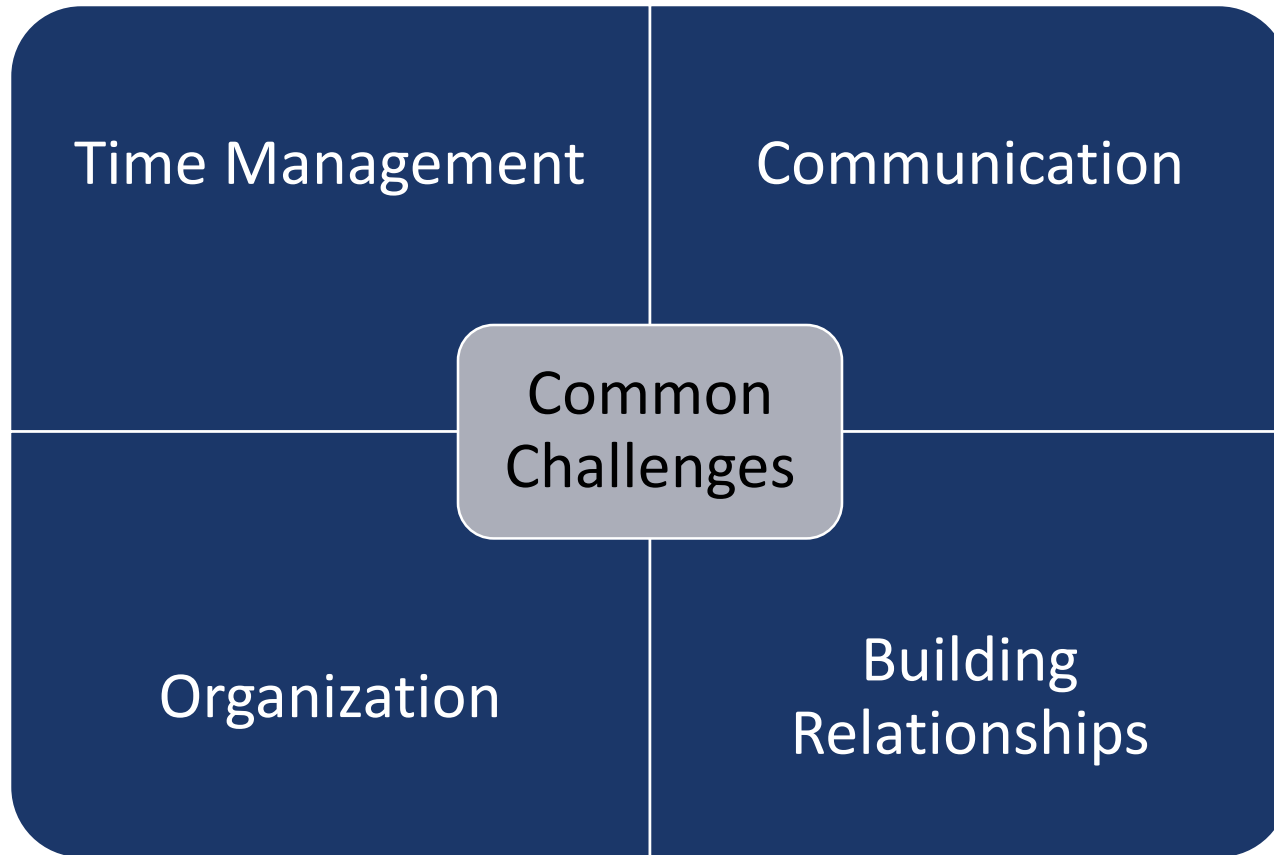 Time Management
Communication
Common
Challenges
Organization
Building
Relationships